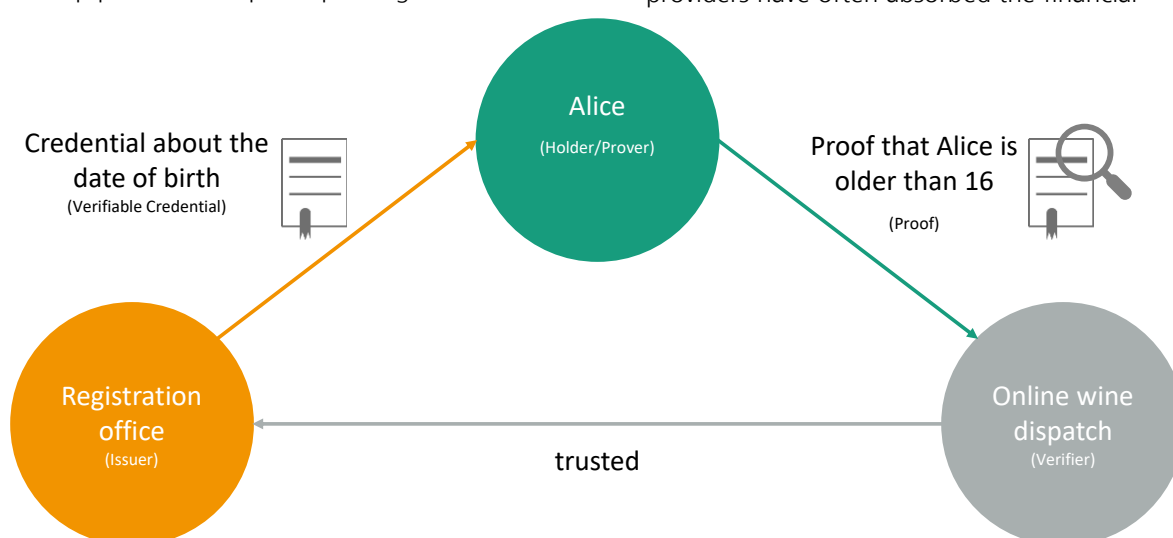 providers have often absorbed the financial
Alice
(Holder/Prover)
Credential about the
date of birth
(Verifiable Credential)
Proof that Alice is
older than 16
(Proof)
Registration
office
(Issuer)
trusted
Online wine
dispatch
(Verifier)